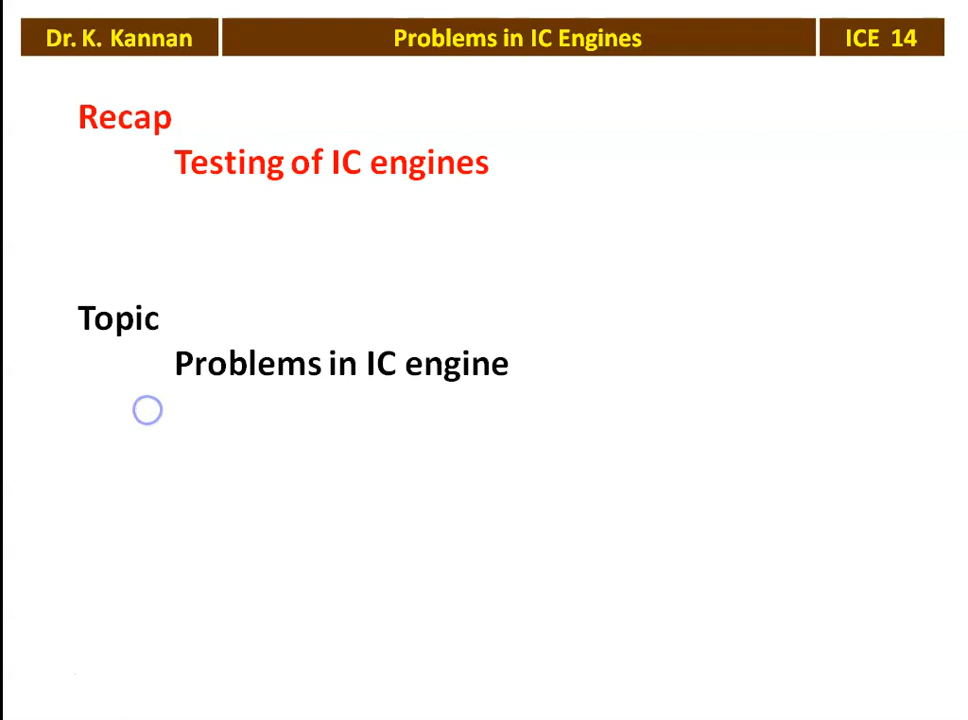 Dr. K. Kannan
Problems in IC Engines
ICE 14
Recap
Testing of IC engines
Topic
Problems in IC engine